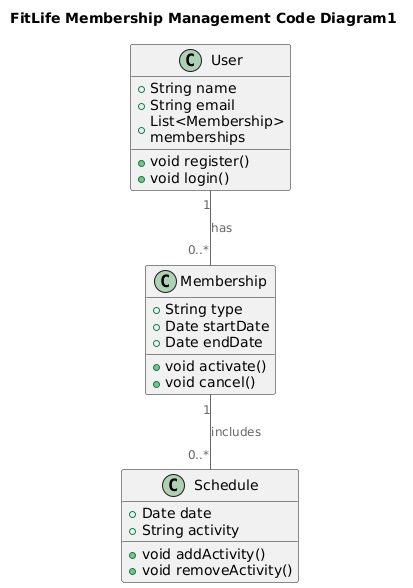 FitLife Membership Management Code Diagram1
C User
String name
String email
List<Membership>
memberships
void register()
void login()
1
has
0..*
C Membership
String type
Date startDate
Date endDate
void activate()
void cancel()
1
includes
0..*
C Schedule
Date date
String activity
void addActivity()
void removeActivity()